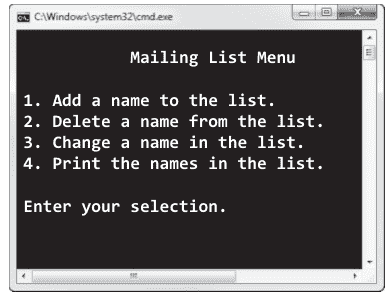 C:\Windows\system32\cmd.exe
Mailing List Menu
1. Add a name to the list.
2. Delete a name from the list.
3. Change a name in the list.
4. Print the names in the list.
Enter your selection.